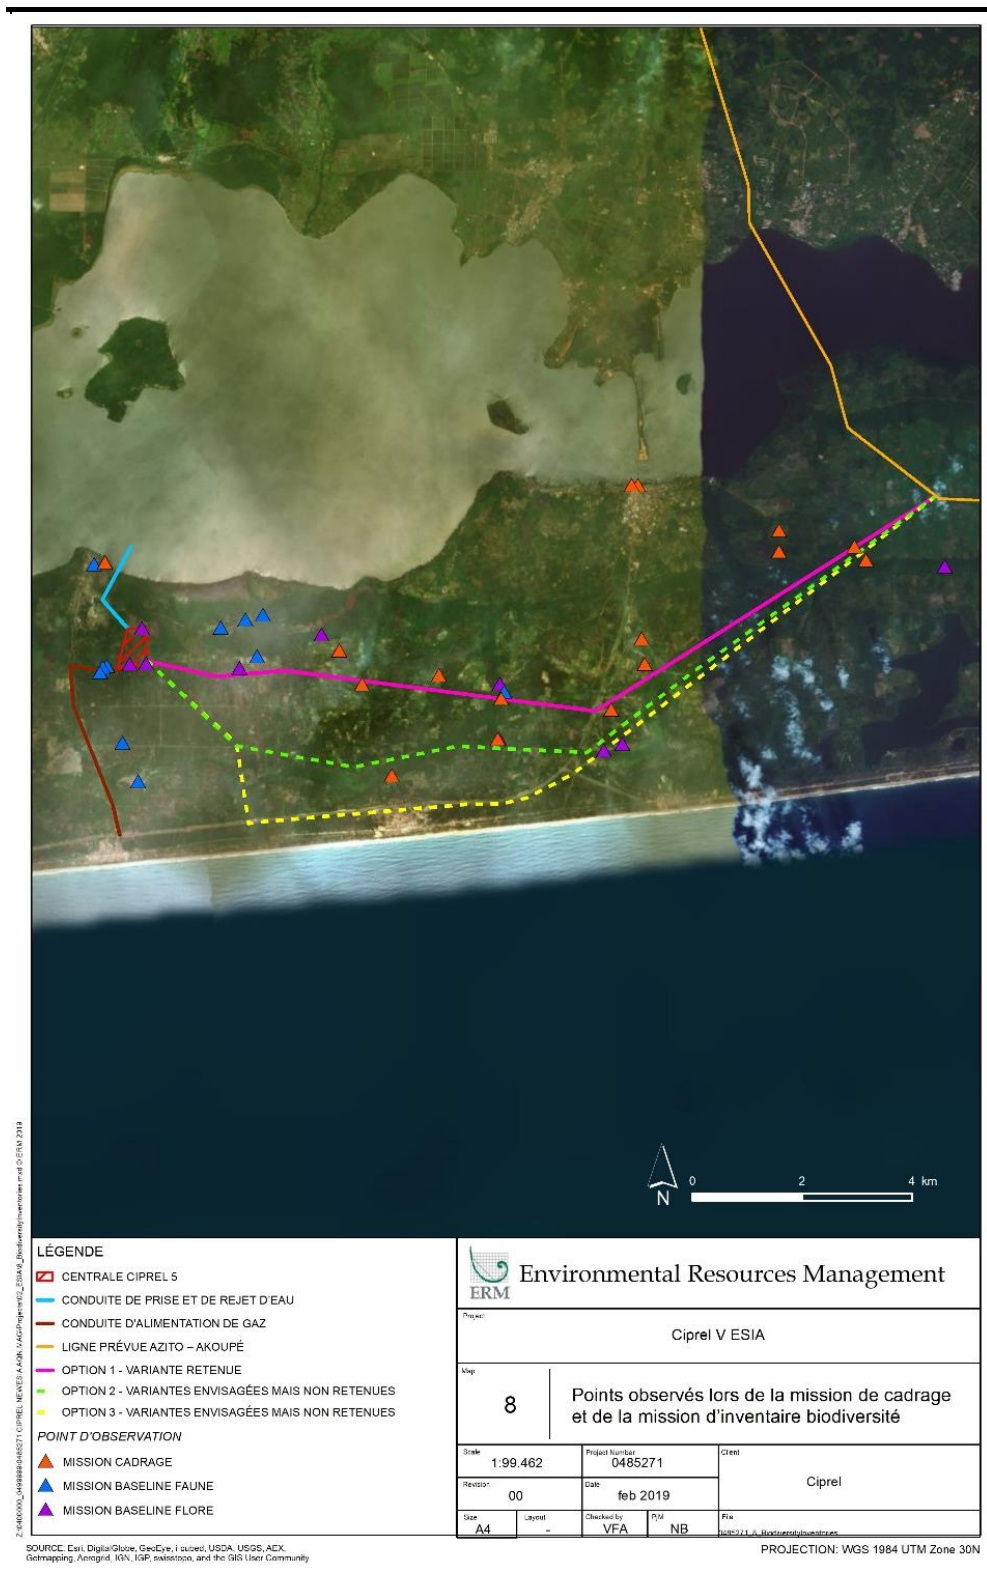 N
0 2 4 km
LÉGENDE
CENTRALE CIPREL 5
CONDUITE DE PRISE ET DE REJET D'EAU
CONDUITE D'ALIMENTATION DE GAZ
LIGNE PRÉVUE AZITO – AKOUPÉ
OPTION 1 - VARIANTE RETENUE
OPTION 2 - VARIANTES ENVISAGÉES MAIS NON RETENUES
OPTION 3 - VARIANTES ENVISAGÉES MAIS NON RETENUES
POINT D'OBSERVATION
MISSION CADRAGE
MISSION BASELINE FAUNE
MISSION BASELINE FLORE
ERM
Environmental Resources Management
Project
Ciprel V ESIA
Map
8
Points observés lors de la mission de cadrage
et de la mission d'inventaire biodiversité
Scale
1:99.462
Project Number
0485271
Client
Ciprel
Revision
00
Date
feb 2019
Size
A4
Layout
-
Checked by
VFA
PJM
NB
File
0485271_8_BiodiversityInventories
SOURCE: Esri, DigitalGlobe, GeoEye, i-cubed, USDA, USGS, AEX,
Getmapping, Aerogrid, IGN, IGP, swisstopo, and the GIS User Community
PROJECTION: WGS 1984 UTM Zone 30N